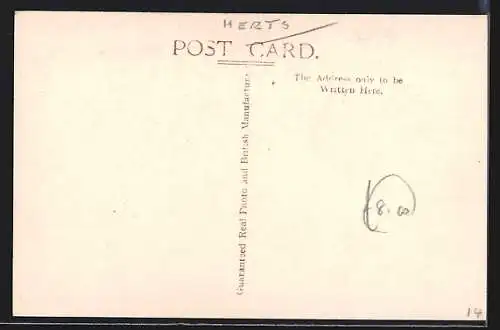 HERTS
POST CARD.
The Address only to be
Written Here.
Guaranteed Real Photo and British Manufacture
8.00
14